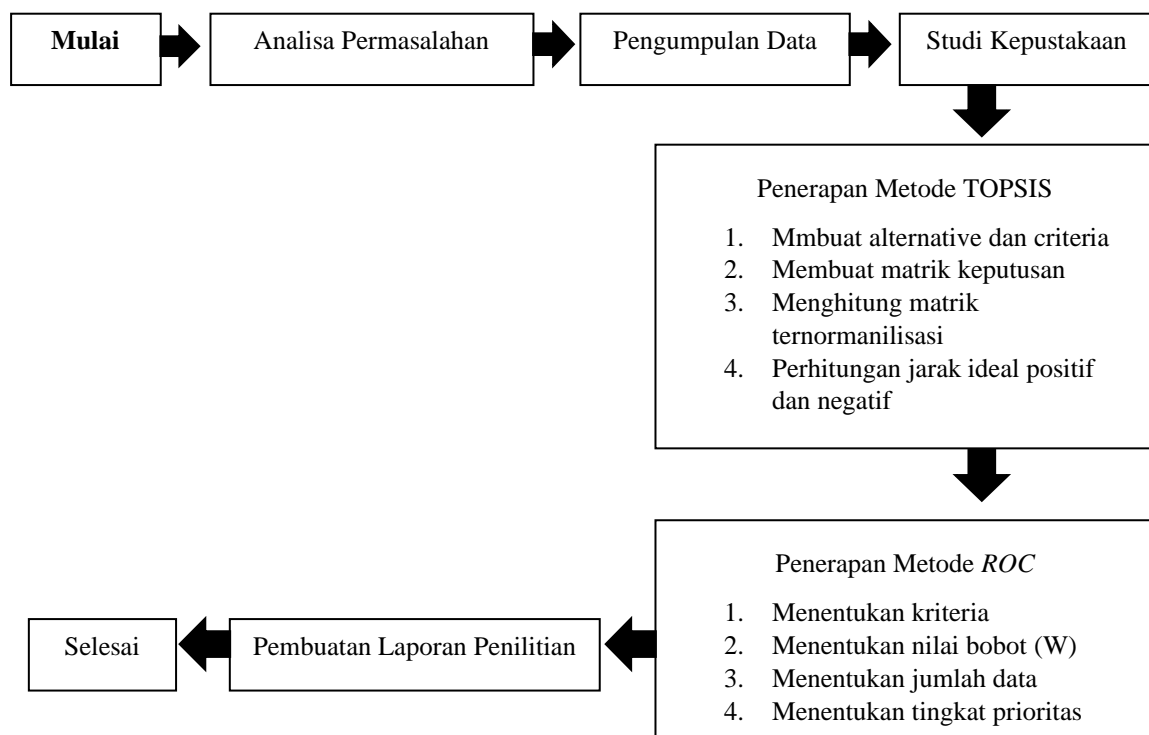 Mulai
Analisa Permasalahan
Pengumpulan Data
Studi Kepustakaan
Penerapan Metode TOPSIS
1. Mmbuat alternative dan criteria
2. Membuat matrik keputusan
3. Menghitung matrik
ternormanilisasi
4. Perhitungan jarak ideal positif
dan negatif
Penerapan Metode ROC
1. Menentukan kriteria
2. Menentukan nilai bobot (W)
3. Menentukan jumlah data
4. Menentukan tingkat prioritas
Pembuatan Laporan Penilitian
Selesai